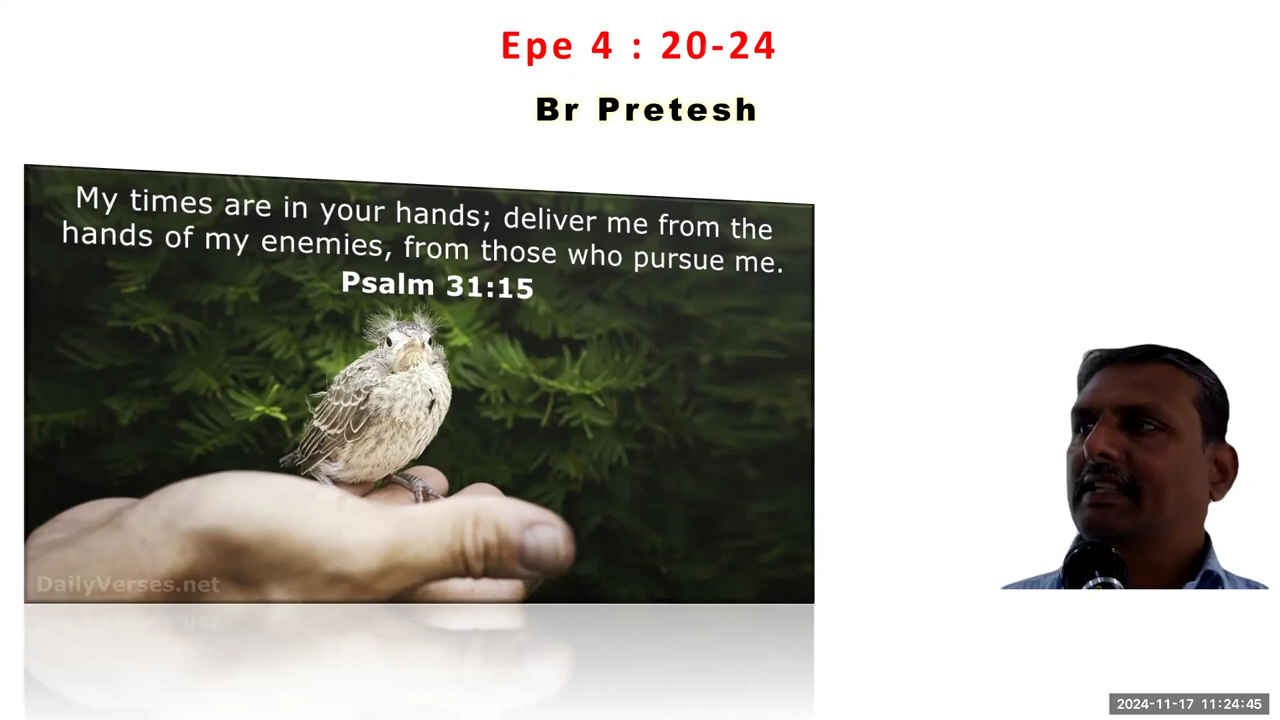 Epe 4 : 20-24
Br Pretesh
My times are in your hands; deliver me from the
hands of my enemies, from those who pursue me.
Psalm 31:15
DailyVerses.net
2024-11-17 11:24:45